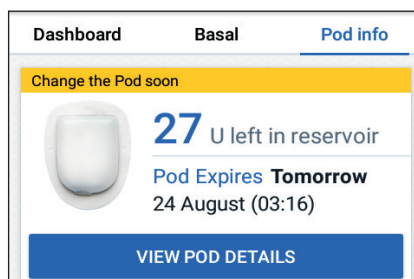 Dashboard Basal Pod info
Change the Pod soon
27 U left in reservoir
Pod Expires Tomorrow
24 August (03:16)
VIEW POD DETAILS